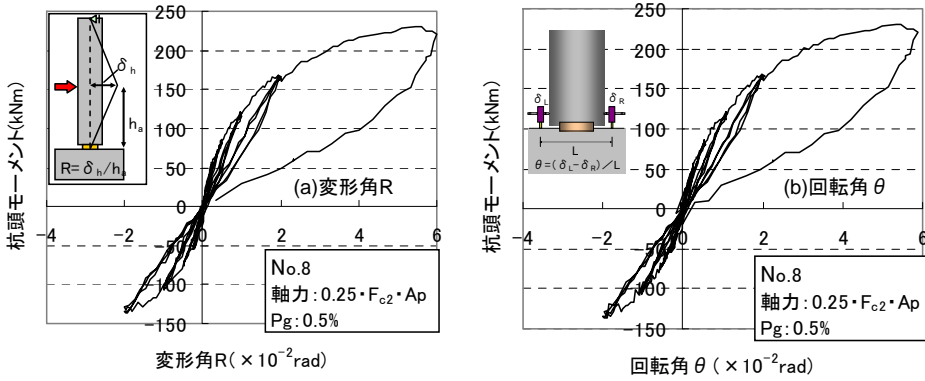 杭頭モーメント(kNm)
250
200
150
100
50
0
-50
-100
-150
-4
-2
0
2
4
6
δh
ha
R=δh/ha
(a)変形角R
No.8
軸力:0.25・Fc2・Ap
Pg:0.5%
変形角R(×10-2rad)
杭頭モーメント(kNm)
250
200
150
100
50
0
-50
-100
-150
-4
-2
0
2
4
6
δL
δR
L
θ=(δL-δR)/L
(b)回転角θ
No.8
軸力:0.25・Fc2・Ap
Pg:0.5%
回転角θ(×10-2rad)